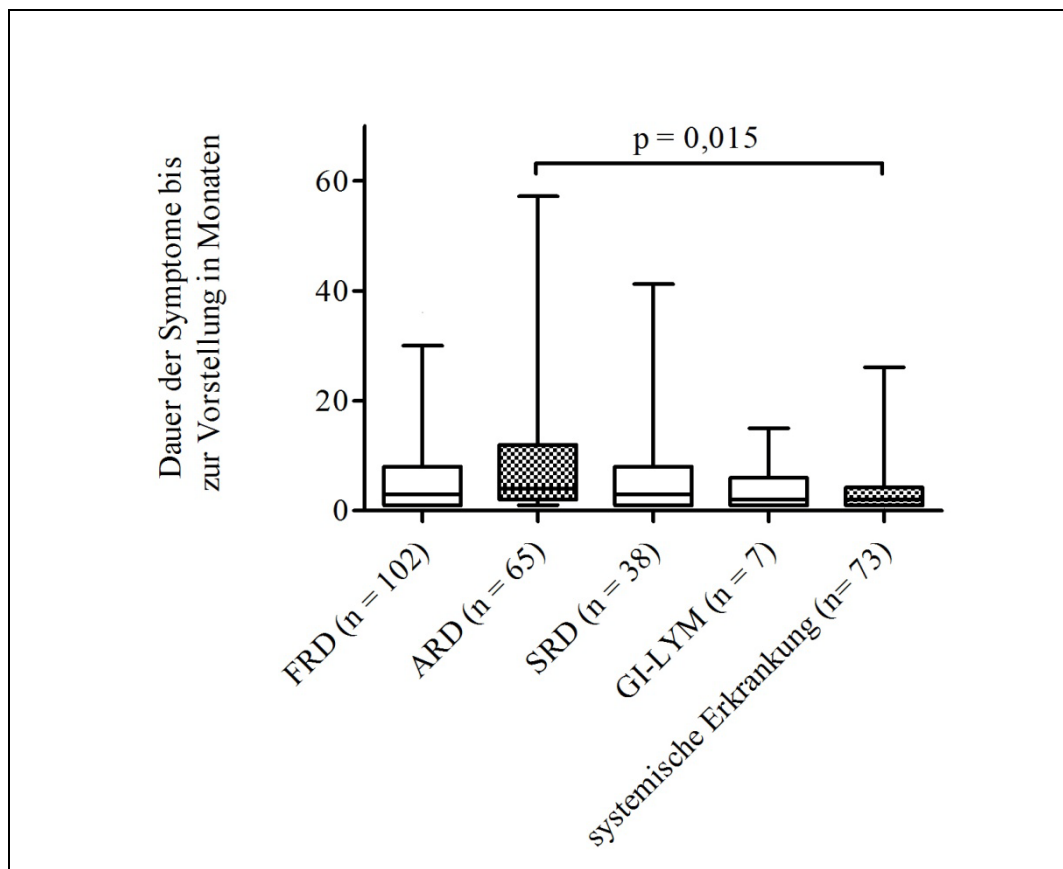 Dauer der Symptome bis
zur Vorstellung in Monaten
p = 0,015
60
40
20
0
FRD (n = 102)
ARD (n = 65)
SRD (n = 38)
GI-LYM (n = 7)
systemische Erkrankung (n= 73)